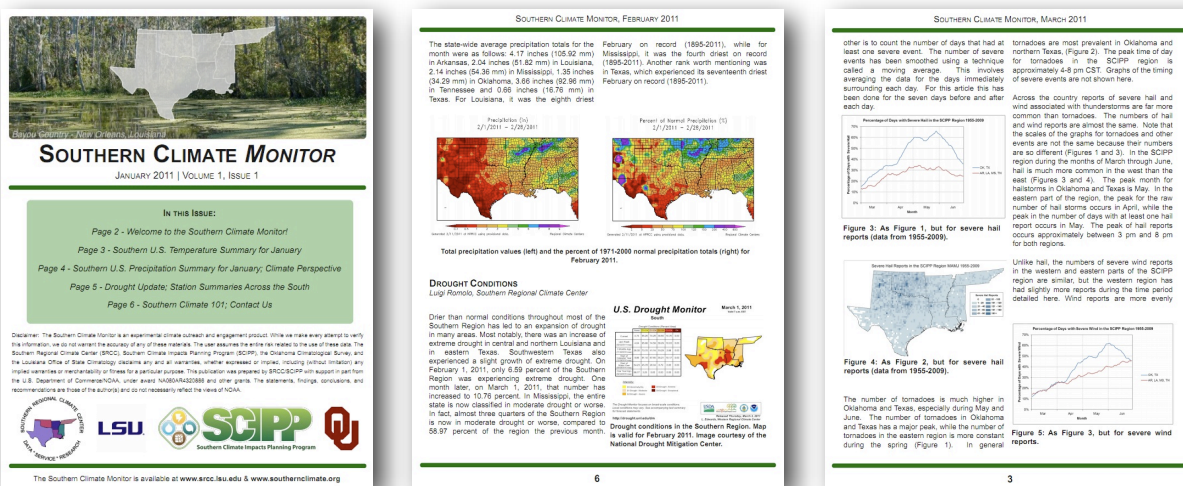 Bayou Country - New Orleans, Louisiana
SOUTHERN CLIMATE MONITOR
JANUARY 2011 | VOLUME 1, ISSUE 1
IN THIS ISSUE:
Page 2 - Welcome to the Southern Climate Monitor!
Page 3 - Southern U.S. Temperature Summary for January
Page 4 - Southern U.S. Precipitation Summary for January; Climate Perspective
Page 5 - Drought Update; Station Summaries Across the South
Page 6 - Southern Climate 101; Contact Us
Disclaimer: The Southern Climate Monitor is an experimental climate outreach and engagement product. While we make every attempt to verify
this information, we do not warrant the accuracy of any of these materials. The user assumes the entire risk related to the use of these data. The
Southern Regional Climate Center (SRCC), Southern Climate Impacts Planning Program (SCIPP), the Oklahoma Climatological Survey, and
the Louisiana Office of State Climatology disclaims any and all warranties, whether expressed or implied, including (without limitation) any
implied warranties or merchantability or fitness for a particular purpose. This publication was prepared by SRCC/SCIPP with support in part from
the U.S. Department of Commerce/NOAA, under award NA080AR4320886 and other grants. The statements, findings, conclusions, and
recommendations are those of the author(s) and do not necessarily reflect the views of NOAA.
SOUTHERN REGIONAL CLIMATE CENTER
DATA * SERVICE * RESEARCH
LSU
SCIPP
Southern Climate Impacts Planning Program
The Southern Climate Monitor is available at www.srcc.lsu.edu & www.southernclimate.org
SOUTHERN CLIMATE MONITOR, FEBRUARY 2011
The state-wide average precipitation totals for the
month were as follows: 4.17 inches (105.92 mm)
in Arkansas, 2.04 inches (51.82 mm) in Louisiana,
2.14 inches (54.36 mm) in Mississippi, 1.35 inches
(34.29 mm) in Oklahoma, 3.66 inches (92.96 mm)
in Tennessee and 0.66 inches (16.76 mm) in
Texas. For Louisiana, it was the eighth driest
February on record (1895-2011), while for
Mississippi, it was the fourth driest on record
(1895-2011). Another rank worth mentioning was
in Texas, which experienced its seventeenth driest
February on record (1895-2011).
Precipitation (in)
2/1/2011 - 2/28/2011
Percent of Normal Precipitation (%)
2/1/2011 - 2/28/2011
Total precipitation values (left) and the percent of 1971-2000 normal precipitation totals (right) for
February 2011.
DROUGHT CONDITIONS
Luigi Romolo, Southern Regional Climate Center
Drier than normal conditions throughout most of the
Southern Region has led to an expansion of drought
in many areas. Most notably, there was an increase of
extreme drought in central and northern Louisiana and
in eastern Texas. Southwestern Texas also
experienced a slight growth of extreme drought. On
February 1, 2011, only 6.59 percent of the Southern
Region was experiencing extreme drought. One
month later, on March 1, 2011, that number has
increased to 10.76 percent. In Mississippi, the entire
state is now classified in moderate drought or worse.
In fact, almost three quarters of the Southern Region
is now in moderate drought or worse, compared to
58.97 percent of the region the previous month.
U.S. Drought Monitor
South
March 1, 2011
Drought conditions in the Southern Region. Map
is valid for February 2011. Image courtesy of the
National Drought Mitigation Center.
6
SOUTHERN CLIMATE MONITOR, MARCH 2011
other is to count the number of days that had at
least one severe event. The number of severe
events has been smoothed using a technique
called a moving average. This involves
averaging the data for the days immediately
surrounding each day. For this article this has
been done for the seven days before and after
each day.
Percentage of Days with Severe Hail in the SCIPP Region 1955-2009
Month
Figure 3: As Figure 1, but for severe hail
reports (data from 1955-2009).
Figure 4: As Figure 2, but for severe hail
reports (data from 1955-2009).
The number of tornadoes is much higher in
Oklahoma and Texas, especially during May and
June. The number of tornadoes in Oklahoma
and Texas has a major peak, while the number of
tornadoes in the eastern region is more constant
during the spring (Figure 1). In general
tornadoes are most prevalent in Oklahoma and
northern Texas, (Figure 2). The peak time of day
for tornadoes in the SCIPP region is
approximately 4-8 pm CST. Graphs of the timing
of severe events are not shown here.
Across the country reports of severe hail and
wind associated with thunderstorms are far more
common than tornadoes. The numbers of hail
and wind reports are almost the same. Note that
the scales of the graphs for tornadoes and other
events are not the same because their numbers
are so different (Figures 1 and 3). In the SCIPP
region during the months of March through June,
hail is much more common in the west than the
east (Figures 3 and 4). The peak month for
hailstorms in Oklahoma and Texas is May. In the
eastern part of the region, the peak for the raw
number of hail storms occurs in April, while the
peak in the number of days with at least one hail
report occurs in May. The peak of hail reports
occurs approximately between 3 pm and 8 pm
for both regions.
Unlike hail, the numbers of severe wind reports
in the western and eastern parts of the SCIPP
region are similar, but the western region has
had slightly more reports during the time period
detailed here. Wind reports are more evenly
Percentage of Days with Severe Wind in the SCIPP Region 1955-2009
Month
Figure 5: As Figure 3, but for severe wind
reports.
3